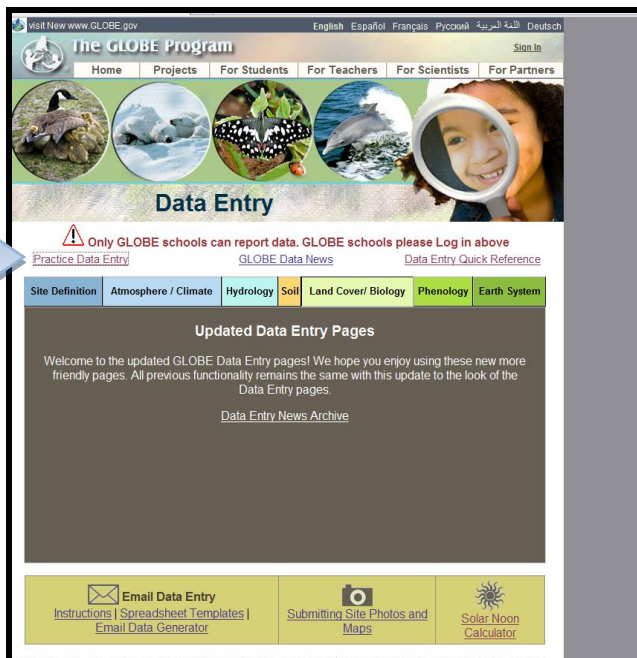 visit New www.GLOBE.gov
English Español Français Русский اللغة العربية Deutsch
The GLOBE Program
Sign In
Home Projects For Students For Teachers For Scientists For Partners
Data Entry
Only GLOBE schools can report data. GLOBE schools please Log in above
Practice Data Entry GLOBE Data News Data Entry Quick Reference
Site Definition Atmosphere / Climate Hydrology Soil Land Cover/ Biology Phenology Earth System
Updated Data Entry Pages
Welcome to the updated GLOBE Data Entry pages! We hope you enjoy using these new more
friendly pages. All previous functionality remains the same with this update to the look of the
Data Entry pages.
Data Entry News Archive
Email Data Entry
Instructions | Spreadsheet Templates |
Email Data Generator
Submitting Site Photos and
Maps
Solar Noon
Calculator